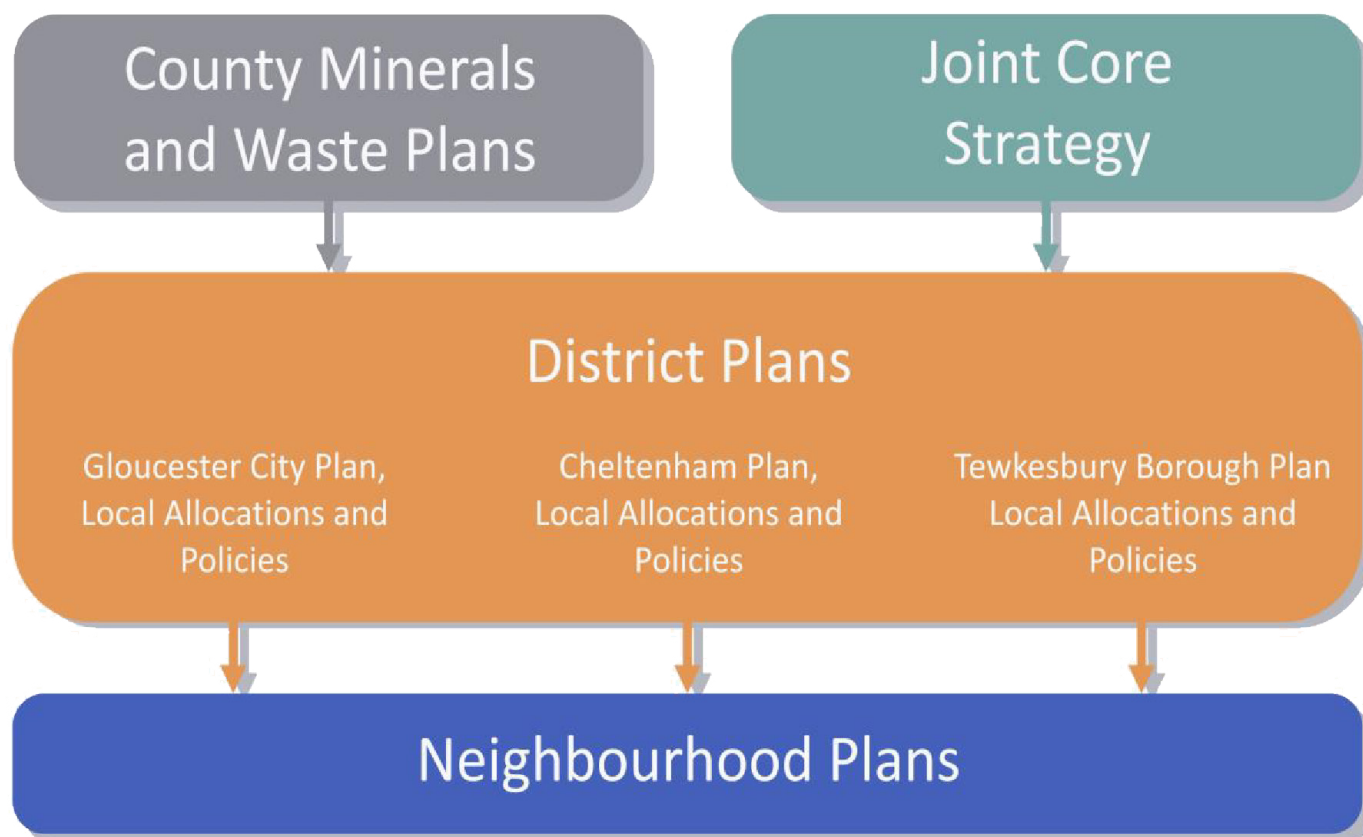 County Minerals
and Waste Plans
Joint Core
Strategy
District Plans
Gloucester City Plan,
Local Allocations and
Policies
Cheltenham Plan,
Local Allocations and
Policies
Tewkesbury Borough Plan
Local Allocations and
Policies
Neighbourhood Plans